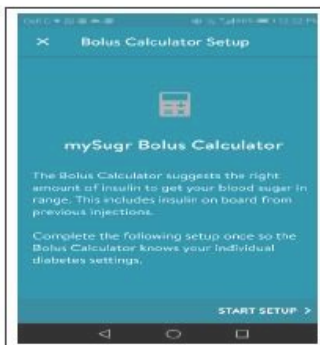 Bolus Calculator Setup
mySugr Bolus Calculator
The Bolus Calculator suggests the right
amount of insulin to get your blood sugar in
range. This includes insulin on board from
previous injections.
Complete the following setup once so the
Bolus Calculator knows your individual
diabetes settings.
START SETUP >